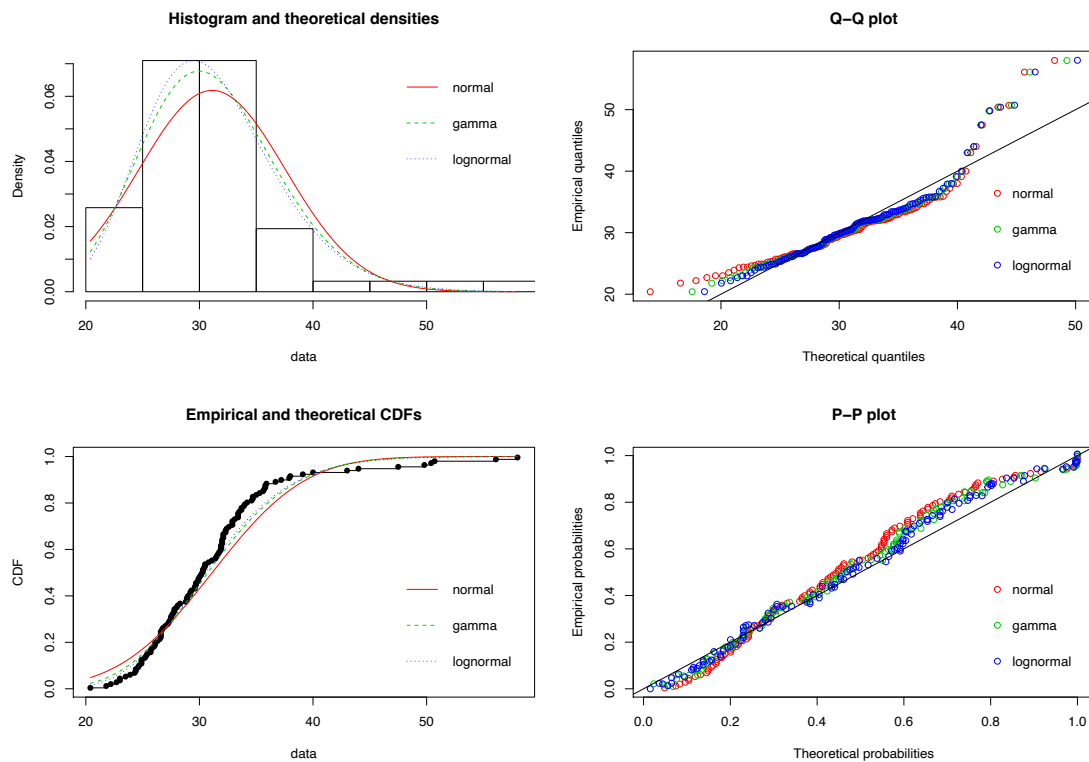 Histogram and theoretical densities
Density
0.00
0.02
0.04
0.06
20
30
40
50
data
normal
gamma
lognormal
Q−Q plot
Empirical quantiles
20
30
40
50
20
30
40
50
Theoretical quantiles
normal
gamma
lognormal
Empirical and theoretical CDFs
CDF
0.0
0.2
0.4
0.6
0.8
1.0
20
30
40
50
data
normal
gamma
lognormal
P−P plot
Empirical probabilities
0.0
0.2
0.4
0.6
0.8
1.0
0.0
0.2
0.4
0.6
0.8
1.0
Theoretical probabilities
normal
gamma
lognormal